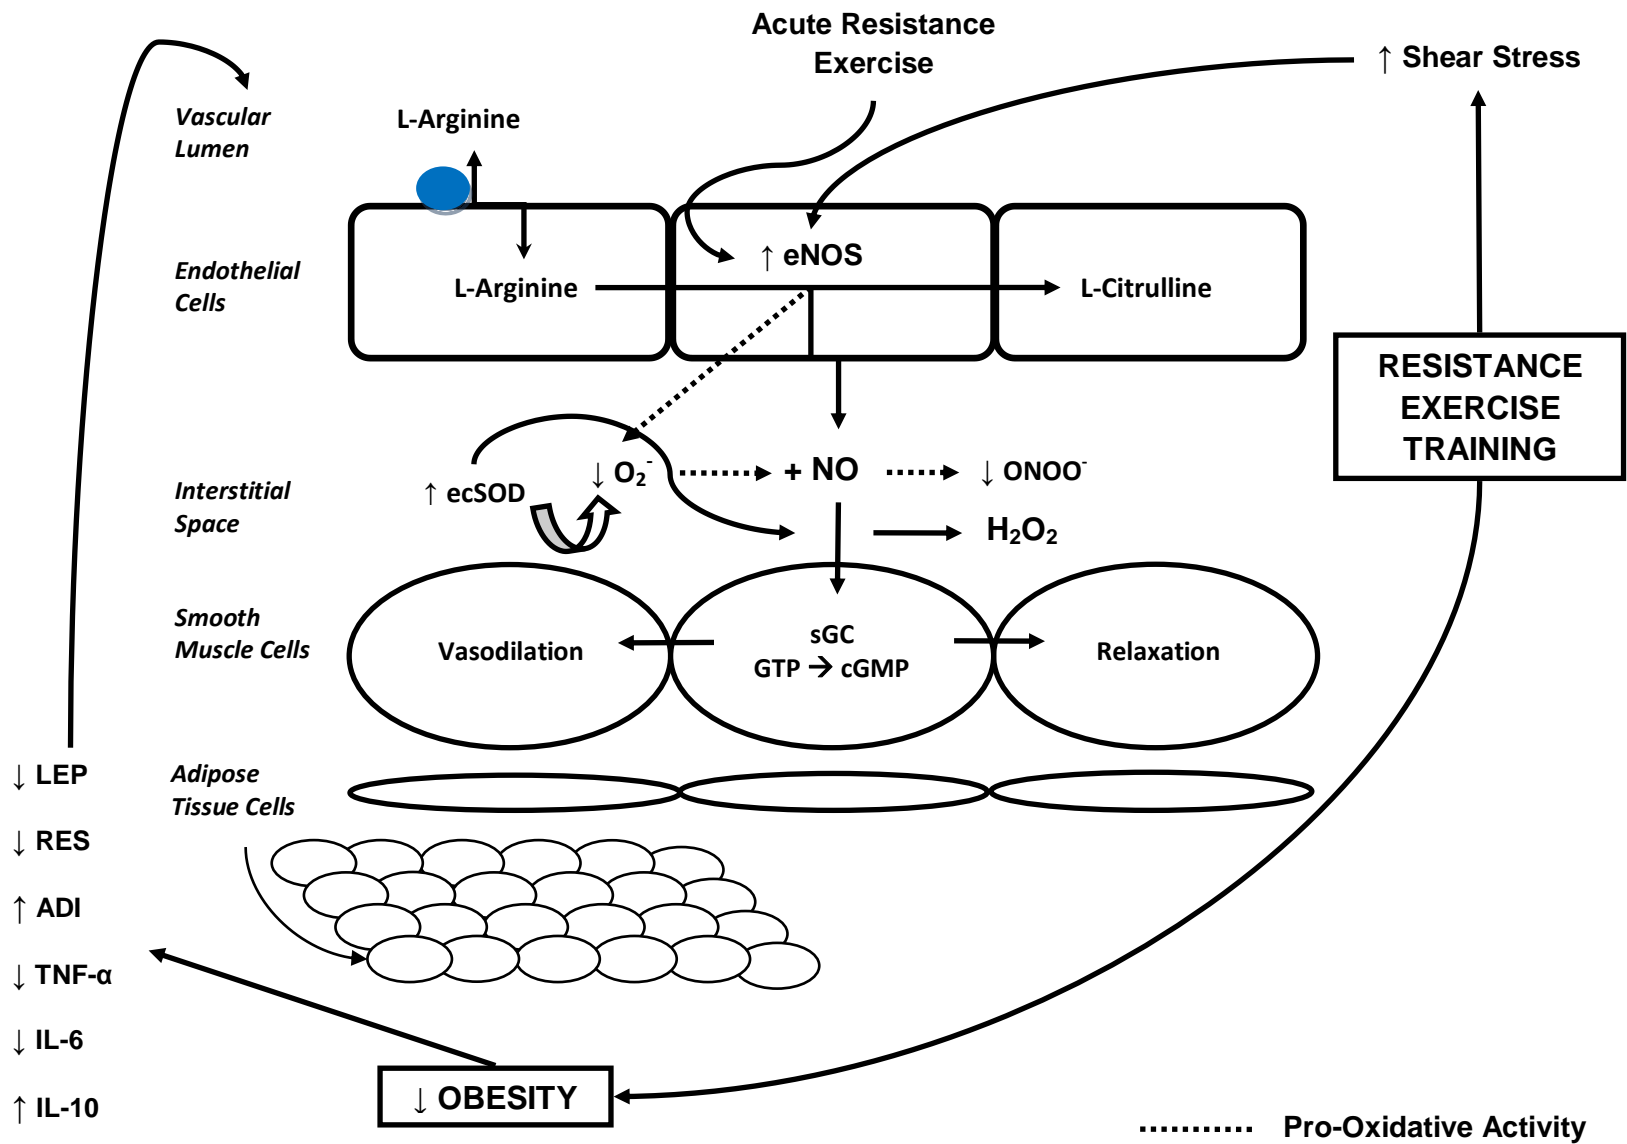 Acute Resistance
Exercise
↑ Shear Stress
Vascular
Lumen
L-Arginine
Endothelial
Cells
↑ eNOS
L-Arginine
L-Citrulline
RESISTANCE
EXERCISE
TRAINING
Interstitial
Space
↑ ecSOD
↓ O₂⁻
+ NO
↓ ONOO⁻
H₂O₂
Smooth
Muscle Cells
Vasodilation
sGC
GTP → cGMP
Relaxation
Adipose
Tissue Cells
↓ LEP
↓ RES
↑ ADI
↓ TNF-α
↓ IL-6
↑ IL-10
↓ OBESITY
Pro-Oxidative Activity